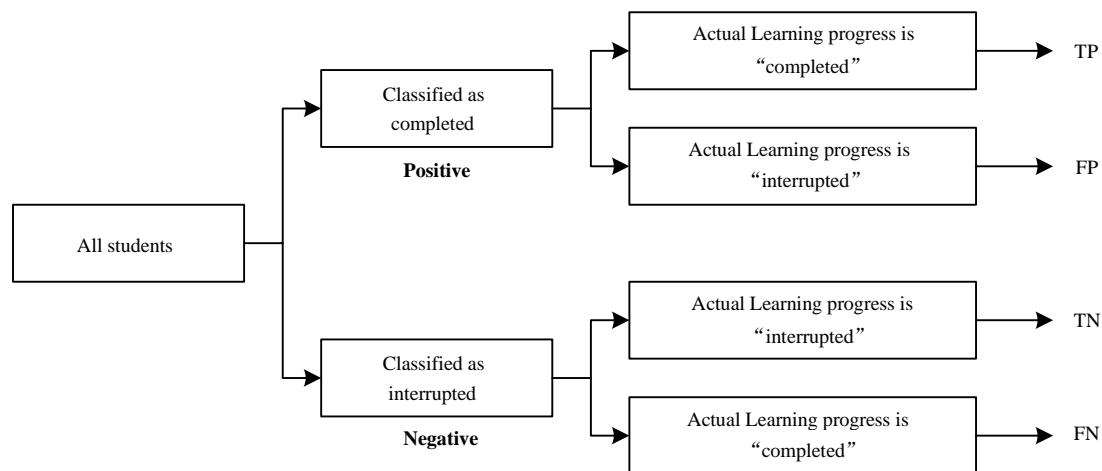 Actual Learning progress is
“completed”
TP
Classified as
completed
Positive
Actual Learning progress is
“interrupted”
FP
All students
Actual Learning progress is
“interrupted”
TN
Classified as
interrupted
Negative
Actual Learning progress is
“completed”
FN